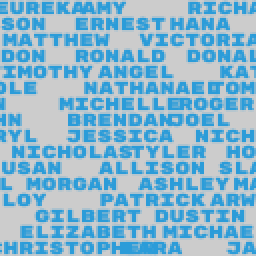 EUREKA AMY RICHA
SON ERNEST HANA
MATTHEW VICTORIA
DON RONALD DONAL
TIMOTHY ANGEL KAT
OLE NATHANAEL TOM
N MICHELLE ROGER
HN BRENDAN JOEL
RYL JESSICA NICH
NICHOLAS TYLER HO
SUSAN ALLISON SLA
L MORGAN ASHLEY MA
LOY PATRICK ARW
GILBERT DUSTIN
ELIZABETH MICHAE
CHRISTOPHER JA